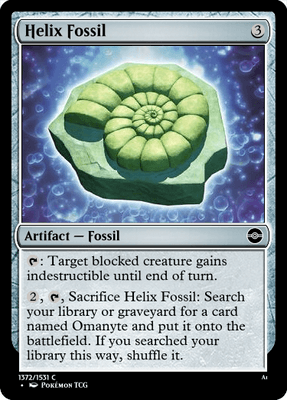 Helix Fossil 3
Artifact — Fossil
: Target blocked creature gains
indestructible until end of turn.
2, , Sacrifice Helix Fossil: Search
your library or graveyard for a card
named Omanyte and put it onto the
battlefield. If you searched your
library this way, shuffle it.
1372/1531 C
• Pokémon TCG